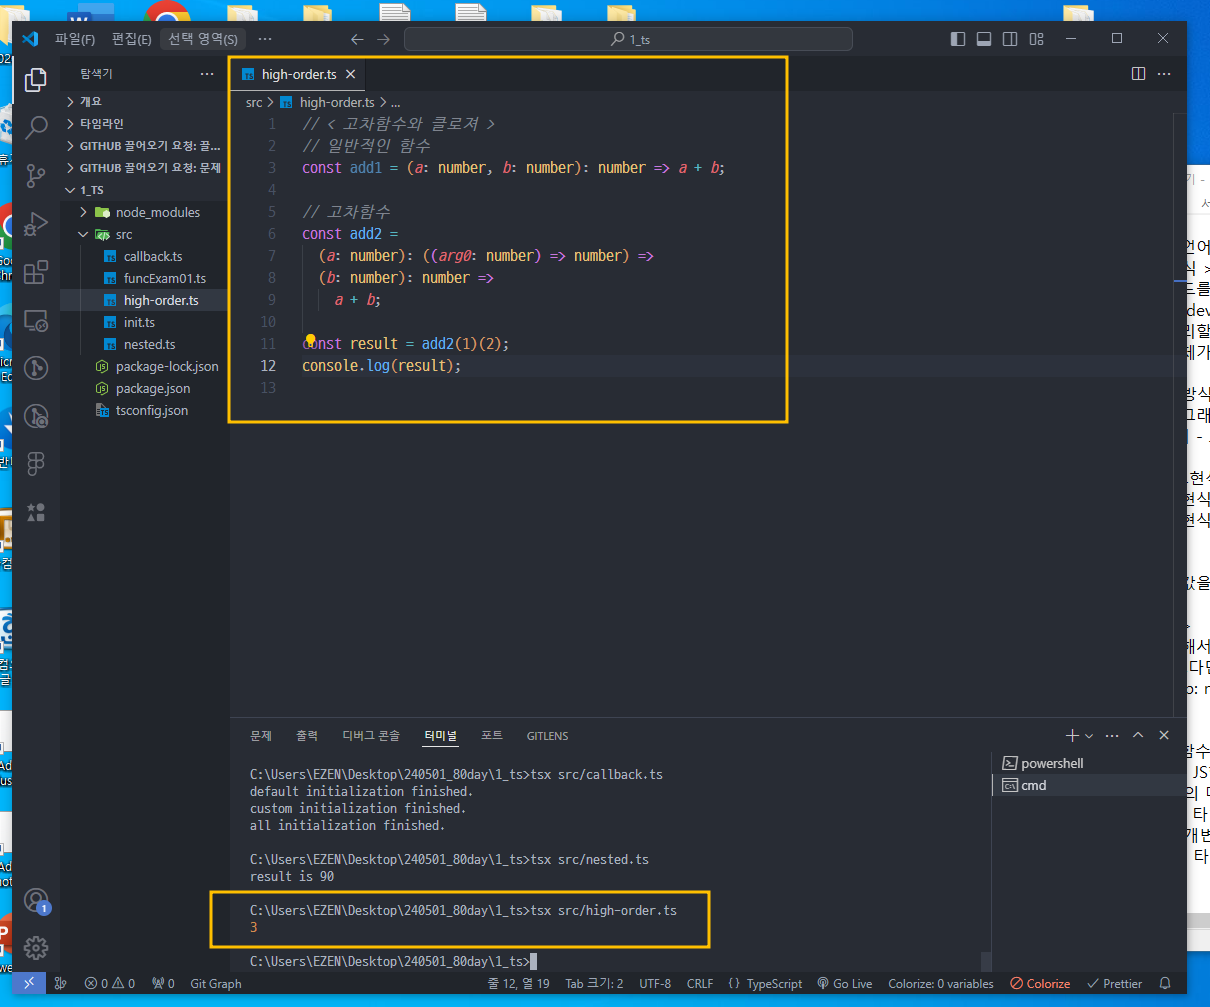 파일(F) 편집(E) 선택 영역(S) ··· 1_ts
탐색기 ···
개요
타임라인
GITHUB 끌어오기 요청: 끌...
GITHUB 끌어오기 요청: 문제
1_TS
node_modules
src
callback.ts
funcExam01.ts
high-order.ts
init.ts
nested.ts
package-lock.json
package.json
tsconfig.json
high-order.ts
src > high-order.ts > ...
1 // < 고차함수와 클로져 >
2 // 일반적인 함수
3 const add1 = (a: number, b: number): number => a + b;
4
5 // 고차함수
6 const add2 =
7 (a: number): ((arg0: number) => number) =>
8 (b: number): number =>
9 a + b;
10
11 const result = add2(1)(2);
12 console.log(result);
13
문제 출력 디버그 콘솔 터미널 포트 GITLENS
powershell
cmd
C:\Users\EZEN\Desktop\240501_80day\1_ts>tsx src/callback.ts
default initialization finished.
custom initialization finished.
all initialization finished.
C:\Users\EZEN\Desktop\240501_80day\1_ts>tsx src/nested.ts
result is 90
C:\Users\EZEN\Desktop\240501_80day\1_ts>tsx src/high-order.ts
3
C:\Users\EZEN\Desktop\240501_80day\1_ts>
1
0 0 0 Git Graph 줄 12, 열 19 Tab 크기: 2 UTF-8 CRLF { } TypeScript Go Live Colorize: 0 variables Colorize Prettier